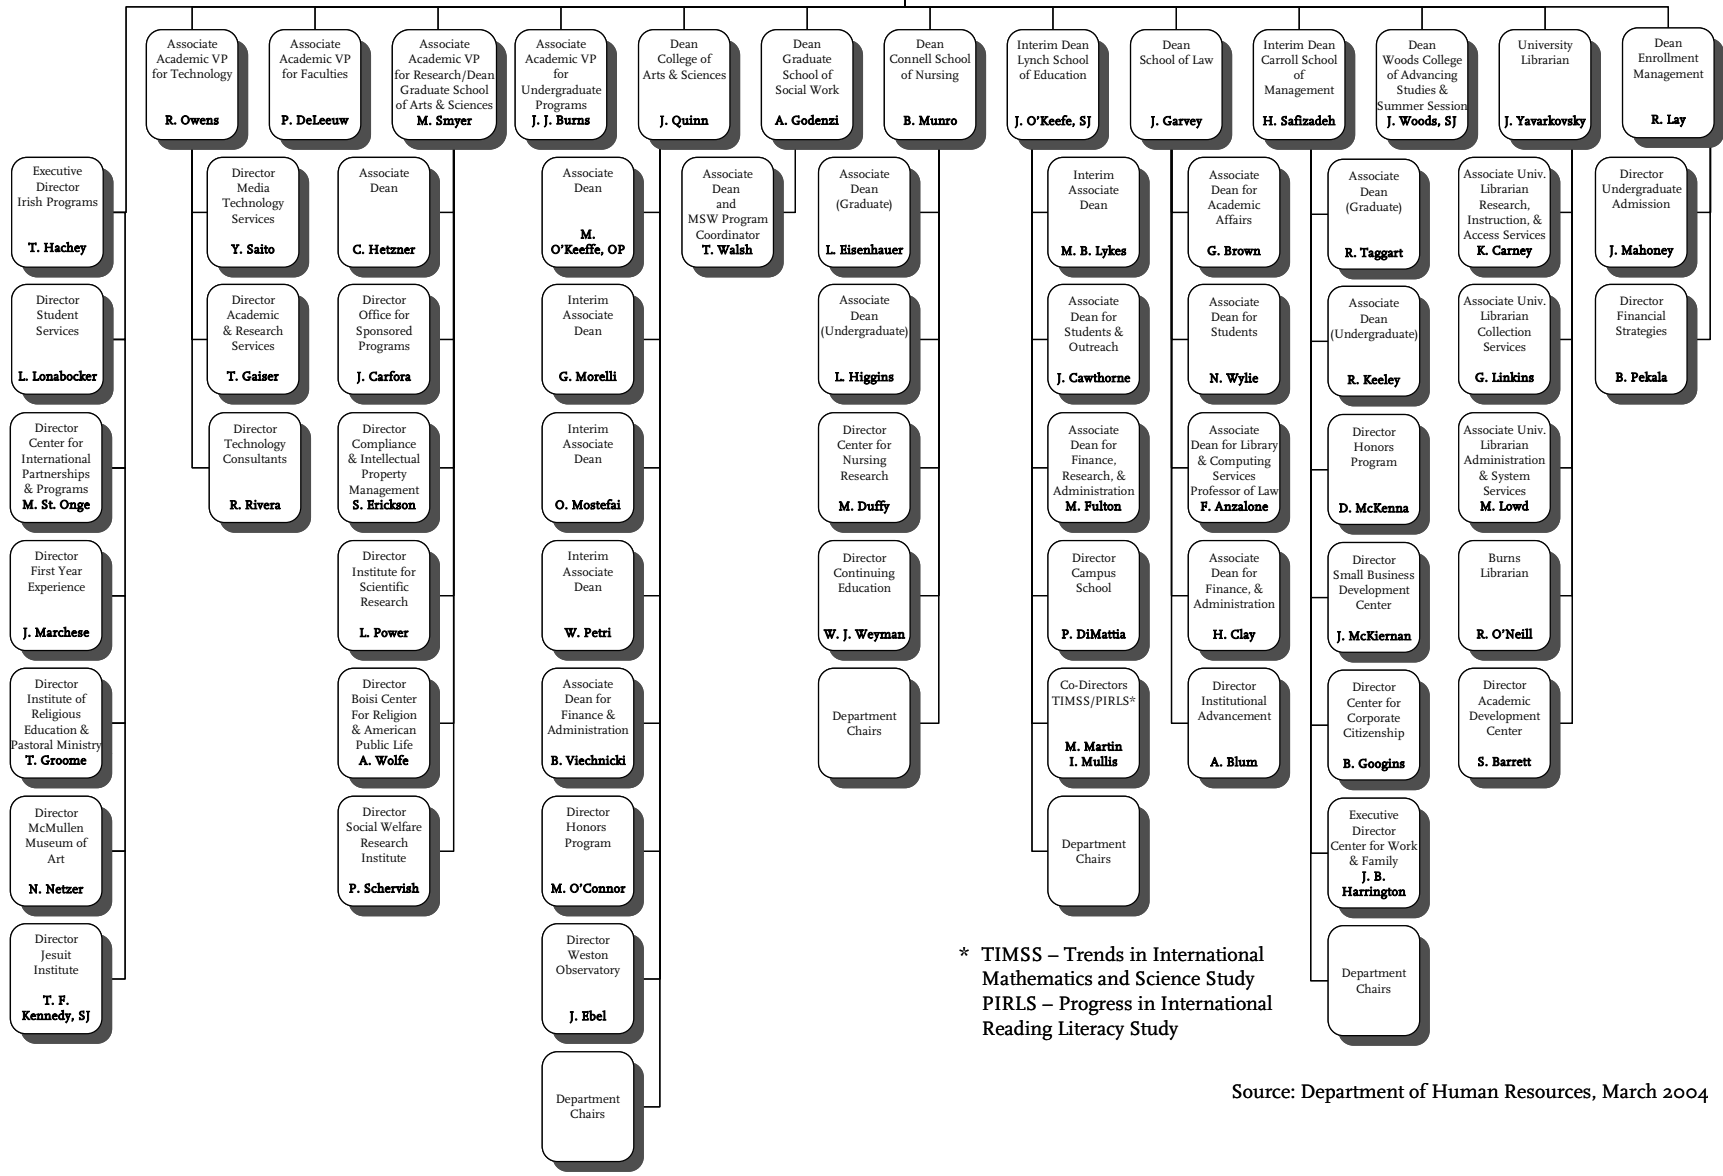 Associate
Academic VP
for Technology
R. Owens
Associate
Academic VP
for Faculties
P. DeLeeuw
Associate
Academic VP
for Research/Dean
Graduate School
of Arts & Sciences
M. Smyer
Associate
Academic VP
for
Undergraduate
Programs
J. J. Burns
Dean
College of
Arts & Sciences
J. Quinn
Dean
Graduate
School of
Social Work
A. Godenzi
Dean
Connell School
of Nursing
B. Munro
Interim Dean
Lynch School
of Education
J. O'Keefe, SJ
Dean
School of Law
J. Garvey
Interim Dean
Carroll School
of
Management
H. Safizadeh
Dean
Woods College
of Advancing
Studies &
Summer Session
J. Woods, SJ
University
Librarian
J. Yavarkovsky
Dean
Enrollment
Management
R. Lay
Executive
Director
Irish Programs
T. Hachey
Director
Student
Services
L. Lonabocker
Director
Center for
International
Partnerships
& Programs
M. St. Onge
Director
First Year
Experience
J. Marchese
Director
Institute of
Religious
Education &
Pastoral Ministry
T. Groome
Director
McMullen
Museum of
Art
N. Netzer
Director
Jesuit
Institute
T. F.
Kennedy, SJ
Director
Media
Technology
Services
Y. Saito
Director
Academic
& Research
Services
T. Gaiser
Director
Technology
Consultants
R. Rivera
Associate
Dean
C. Hetzner
Director
Office for
Sponsored
Programs
J. Carfora
Director
Compliance
& Intellectual
Property
Management
S. Erickson
Director
Institute for
Scientific
Research
L. Power
Director
Boisi Center
For Religion
& American
Public Life
A. Wolfe
Director
Social Welfare
Research
Institute
P. Schervish
Associate
Dean
M.
O'Keeffe, OP
Interim
Associate
Dean
G. Morelli
Interim
Associate
Dean
O. Mostefai
Interim
Associate
Dean
W. Petri
Associate
Dean for
Finance &
Administration
B. Viechnicki
Director
Honors
Program
M. O'Connor
Director
Weston
Observatory
J. Ebel
Department
Chairs
Associate
Dean
and
MSW Program
Coordinator
T. Walsh
Associate
Dean
(Graduate)
L. Eisenhauer
Associate
Dean
(Undergraduate)
L. Higgins
Director
Center for
Nursing
Research
M. Duffy
Director
Continuing
Education
W. J. Weyman
Department
Chairs
Interim
Associate
Dean
M. B. Lykes
Associate
Dean for
Students &
Outreach
J. Cawthorne
Associate
Dean for
Finance,
Research, &
Administration
M. Fulton
Director
Campus
School
P. DiMattia
Co-Directors
TIMSS/PIRLS*
M. Martin
I. Mullis
Department
Chairs
Associate
Dean for
Academic
Affairs
G. Brown
Associate
Dean for
Students
N. Wylie
Associate
Dean for Library
& Computing
Services
Professor of Law
F. Anzalone
Associate
Dean for
Finance, &
Administration
H. Clay
Director
Institutional
Advancement
A. Blum
Associate
Dean
(Graduate)
R. Taggart
Associate
Dean
(Undergraduate)
R. Keeley
Director
Honors
Program
D. McKenna
Director
Small Business
Development
Center
J. McKiernan
Director
Center for
Corporate
Citizenship
B. Googins
Executive
Director
Center for Work
& Family
J. B.
Harrington
Department
Chairs
Associate Univ.
Librarian
Research,
Instruction, &
Access Services
K. Carney
Associate Univ.
Librarian
Collection
Services
G. Linkins
Associate Univ.
Librarian
Administration
& System
Services
M. Lowd
Burns
Librarian
R. O'Neill
Director
Academic
Development
Center
S. Barrett
Director
Undergraduate
Admission
J. Mahoney
Director
Financial
Strategies
B. Pekala
* TIMSS – Trends in International
Mathematics and Science Study
PIRLS – Progress in International
Reading Literacy Study
Source: Department of Human Resources, March 2004